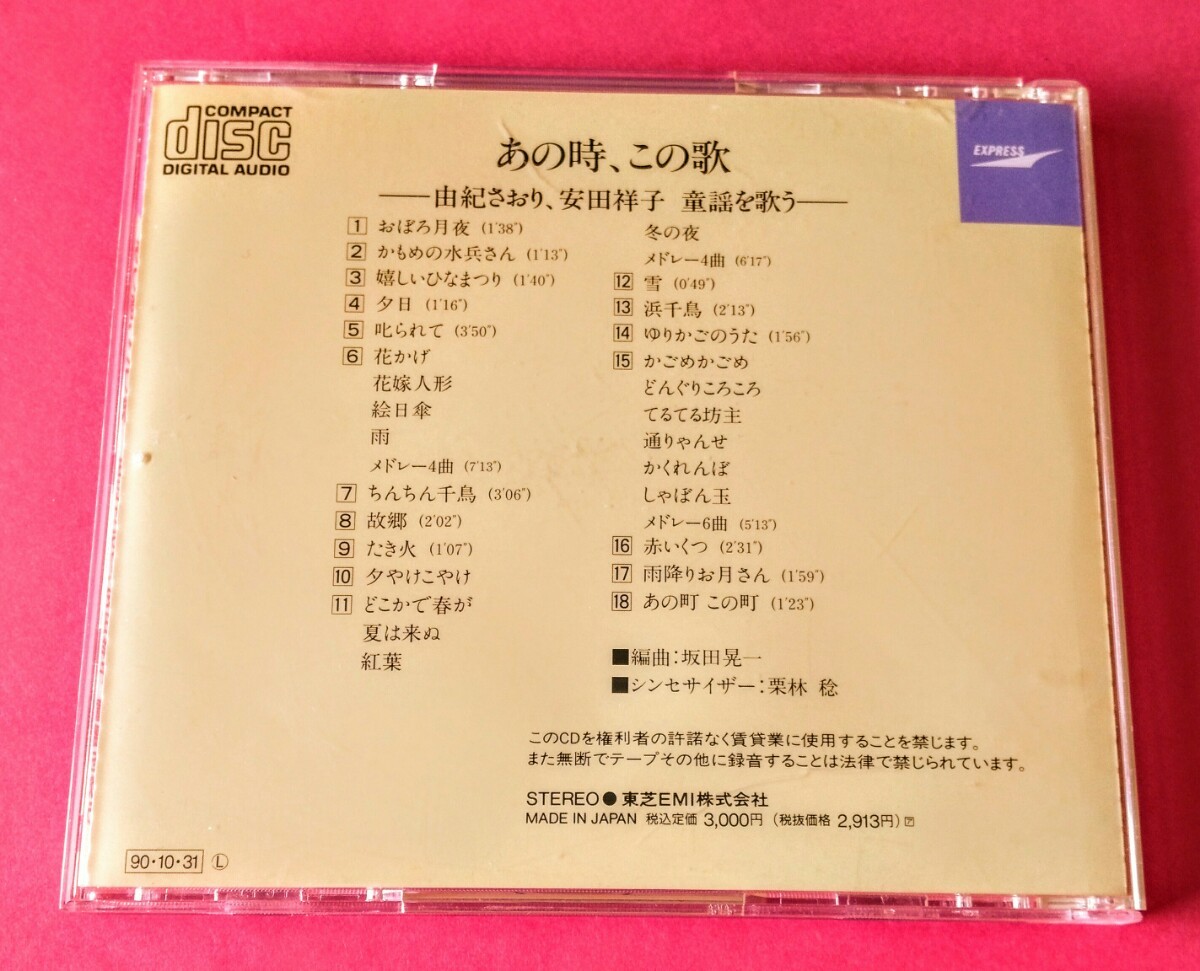 COMPACT
disc
DIGITAL AUDIO
EXPRESS
あの時、この歌
──由紀さおり、安田祥子 童謡を歌う──
1 おぼろ月夜 (1'38")
2 かもめの水兵さん (1'13")
3 嬉しいひなまつり (1'40")
4 夕日 (1'16")
5 叱られて (3'50")
6 花かげ
花嫁人形
絵日傘
雨
メドレー4曲 (7'13")
7 ちんちん千鳥 (3'06")
8 故郷 (2'02")
9 たき火 (1'07")
10 夕やけこやけ
11 どこかで春が
夏は来ぬ
紅葉
冬の夜
メドレー4曲 (6'17")
12 雪 (0'49")
13 浜千鳥 (2'13")
14 ゆりかごのうた (1'56")
15 かごめかごめ
どんぐりころころ
てるてる坊主
通りゃんせ
かくれんぼ
しゃぼん玉
メドレー6曲 (5'13")
16 赤いくつ (2'31")
17 雨降りお月さん (1'59")
18 あの町 この町 (1'23")
■編曲:坂田晃一
■シンセサイザー:栗林 稔
このCDを権利者の許諾なく賃貸業に使用することを禁じます。
また無断でテープその他に録音することは法律で禁じられています。
STEREO● 東芝EMI株式会社
MADE IN JAPAN 税込定価 3,000円 (税抜価格 2,913円)
90・10・31 Ⓛ